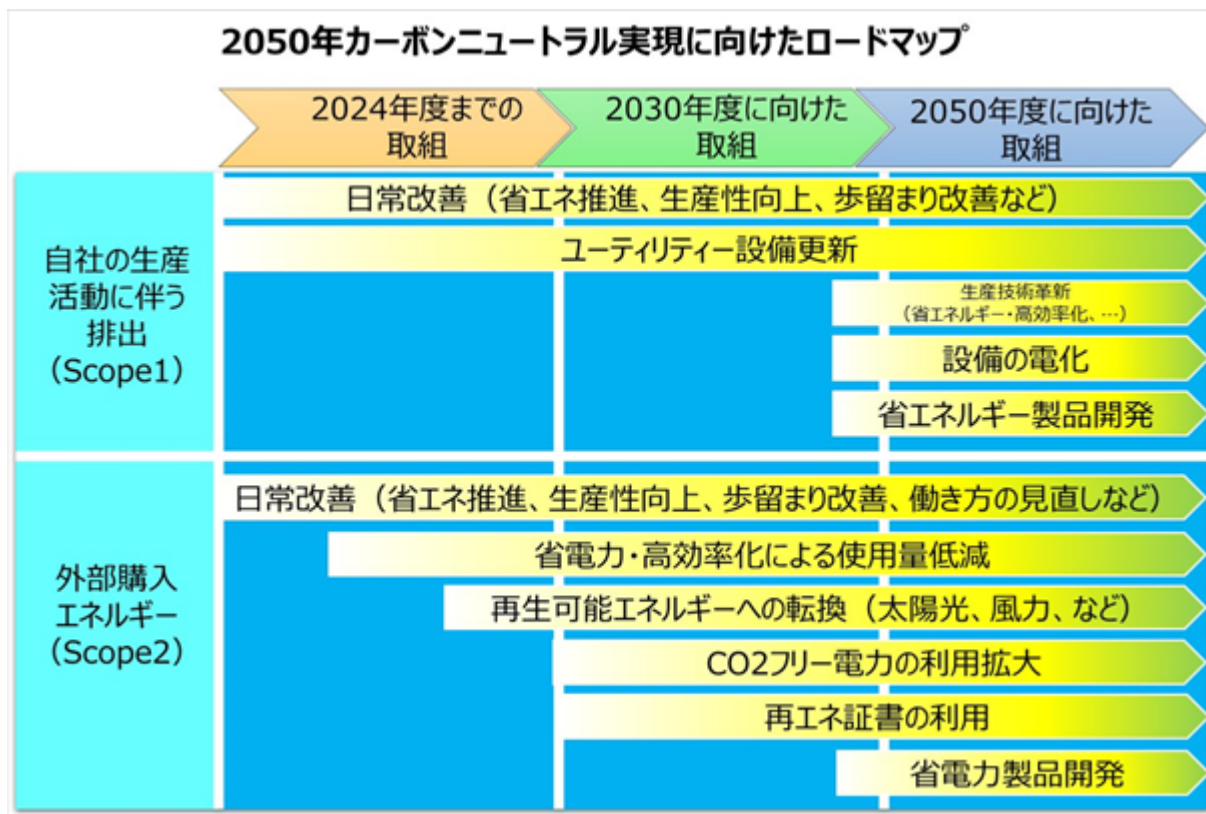 2050年カーボンニュートラル実現に向けたロードマップ
2024年度までの
取組
2030年度に向けた
取組
2050年度に向けた
取組
自社の生産
活動に伴う
排出
（Scope1）
日常改善（省エネ推進、生産性向上、歩留まり改善など）
ユーティリティー設備更新
生産技術革新
（省エネルギー・高効率化、…）
設備の電化
省エネルギー製品開発
外部購入
エネルギー
（Scope2）
日常改善（省エネ推進、生産性向上、歩留まり改善、働き方の見直しなど）
省電力・高効率化による使用量低減
再生可能エネルギーへの転換（太陽光、風力、など）
CO2フリー電力の利用拡大
再エネ証書の利用
省電力製品開発